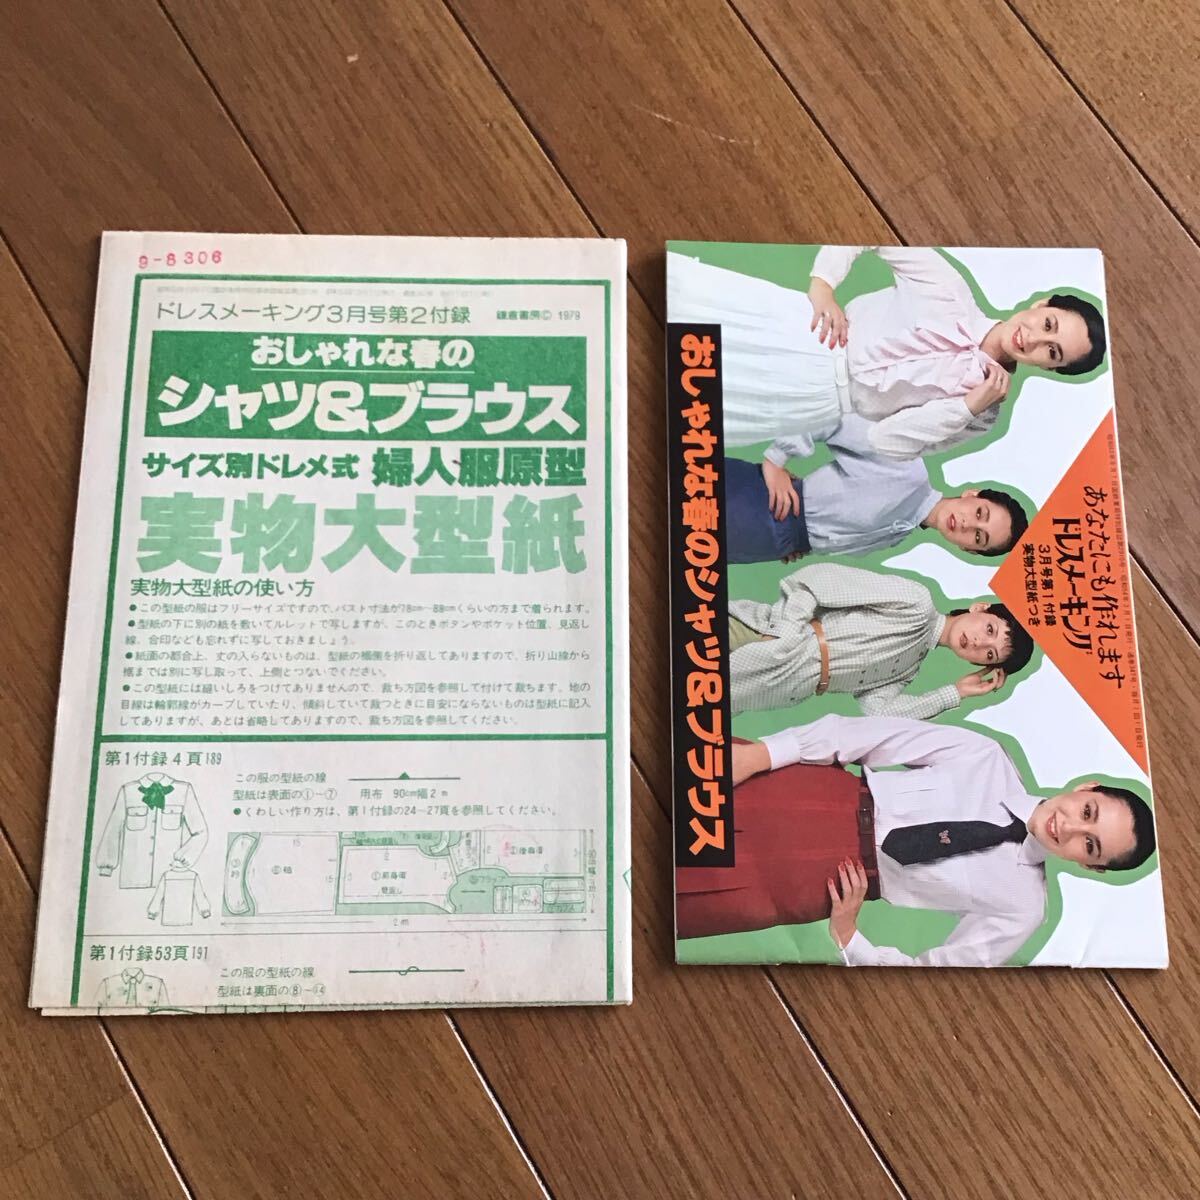 9-8306
ドレスメーキング3月号第2付録 鎌倉書房© 1979
おしゃれな春の
シャツ&ブラウス
サイズ別ドレメ式 婦人服原型
実物大型紙
実物大型紙の使い方
●この型紙の服はフリーサイズですので、バスト寸法が78cm〜88cmくらいの方まで着られます。
●型紙の下に別の紙を敷いてルレットで写しますが、このときボタンやポケット位置、見返し
線、合印なども忘れずに写しておきましょう。
●紙面の都合上、丈の入らないものは、型紙の裾側を折り返してありますので、折り山線から
裾までは別に写し取って、上側とつないでください。
●この型紙には縫いしろをつけてありませんので、裁ち方図を参照して付けて裁ちます。地の
目線は輪郭線がカーブしていたり、傾斜していて裁つときに目安にならないものは型紙に記入
してありますが、あとは省略してありますので、裁ち方図を参照してください。
第1付録4頁189
この服の型紙の線
型紙は表面の①〜⑦ 用布 90cm幅2m
●くわしい作り方は、第1付録の24〜27頁を参照してください。
2m
第1付録53頁191
この服の型紙の線
型紙は裏面の⑧〜⑭
あなたにも作れます
ドレスメーキング
3月号第1付録
実物大型紙つき
おしゃれな春のシャツ&ブラウス